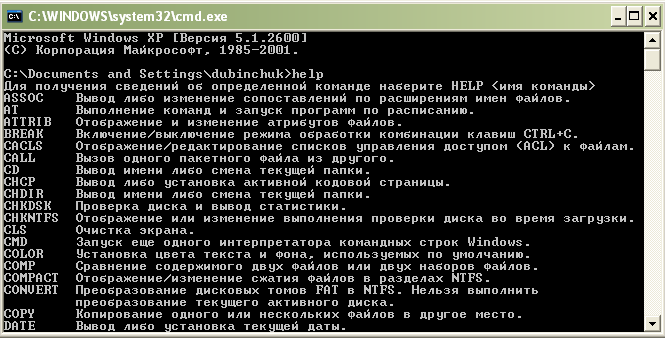 C:\WINDOWS\system32\cmd.exe
Microsoft Windows XP [Версия 5.1.2600]
(C) Корпорация Майкрософт, 1985-2001.
C:\Documents and Settings\dubinchuk>help
Для получения сведений об определенной команде наберите HELP <имя команды>
ASSOC    Вывод либо изменение сопоставлений по расширениям имен файлов.
AT       Выполнение команд и запуск программ по расписанию.
ATTRIB   Отображение и изменение атрибутов файлов.
BREAK    Включение/выключение режима обработки комбинации клавиш CTRL+C.
CACLS    Отображение/редактирование списков управления доступом (ACL) к файлам.
CALL     Вызов одного пакетного файла из другого.
CD       Вывод имени либо смена текущей папки.
CHCP     Вывод либо установка активной кодовой страницы.
CHDIR    Вывод имени либо смена текущей папки.
CHKDSK   Проверка диска и вывод статистики.
CHKNTFS  Отображение или изменение выполнения проверки диска во время загрузки.
CLS      Очистка экрана.
CMD      Запуск еще одного интерпретатора командных строк Windows.
COLOR    Установка цвета текста и фона, используемых по умолчанию.
COMP     Сравнение содержимого двух файлов или двух наборов файлов.
COMPACT  Отображение/изменение сжатия файлов в разделах NTFS.
CONVERT  Преобразование дисковых томов FAT в NTFS. Нельзя выполнить
         преобразование текущего активного диска.
COPY     Копирование одного или нескольких файлов в другое место.
DATE     Вывод либо установка текущей даты.